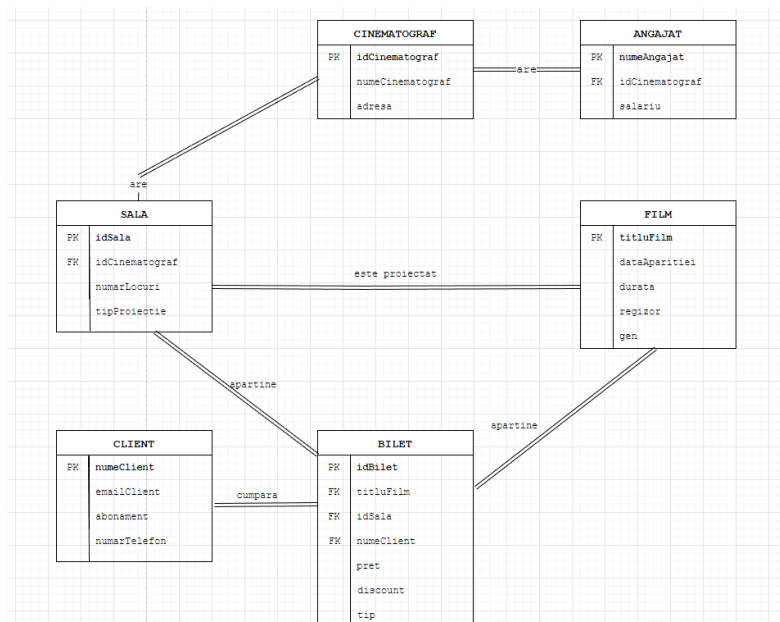 CINEMATOGRAF
PK idCinematograf
numeCinematograf
adresa
are
ANGAJAT
PK numeAngajat
FK idCinematograf
salariu
are
SALA
PK idSala
FK idCinematograf
numarLocuri
tipProiectie
este proiectat
FILM
PK titluFilm
dataAparitiei
durata
regizor
gen
apartine
apartine
CLIENT
PK numeClient
emailClient
abonament
numarTelefon
cumpara
BILET
PK idBilet
FK titluFilm
FK idSala
FK numeClient
pret
discount
tip